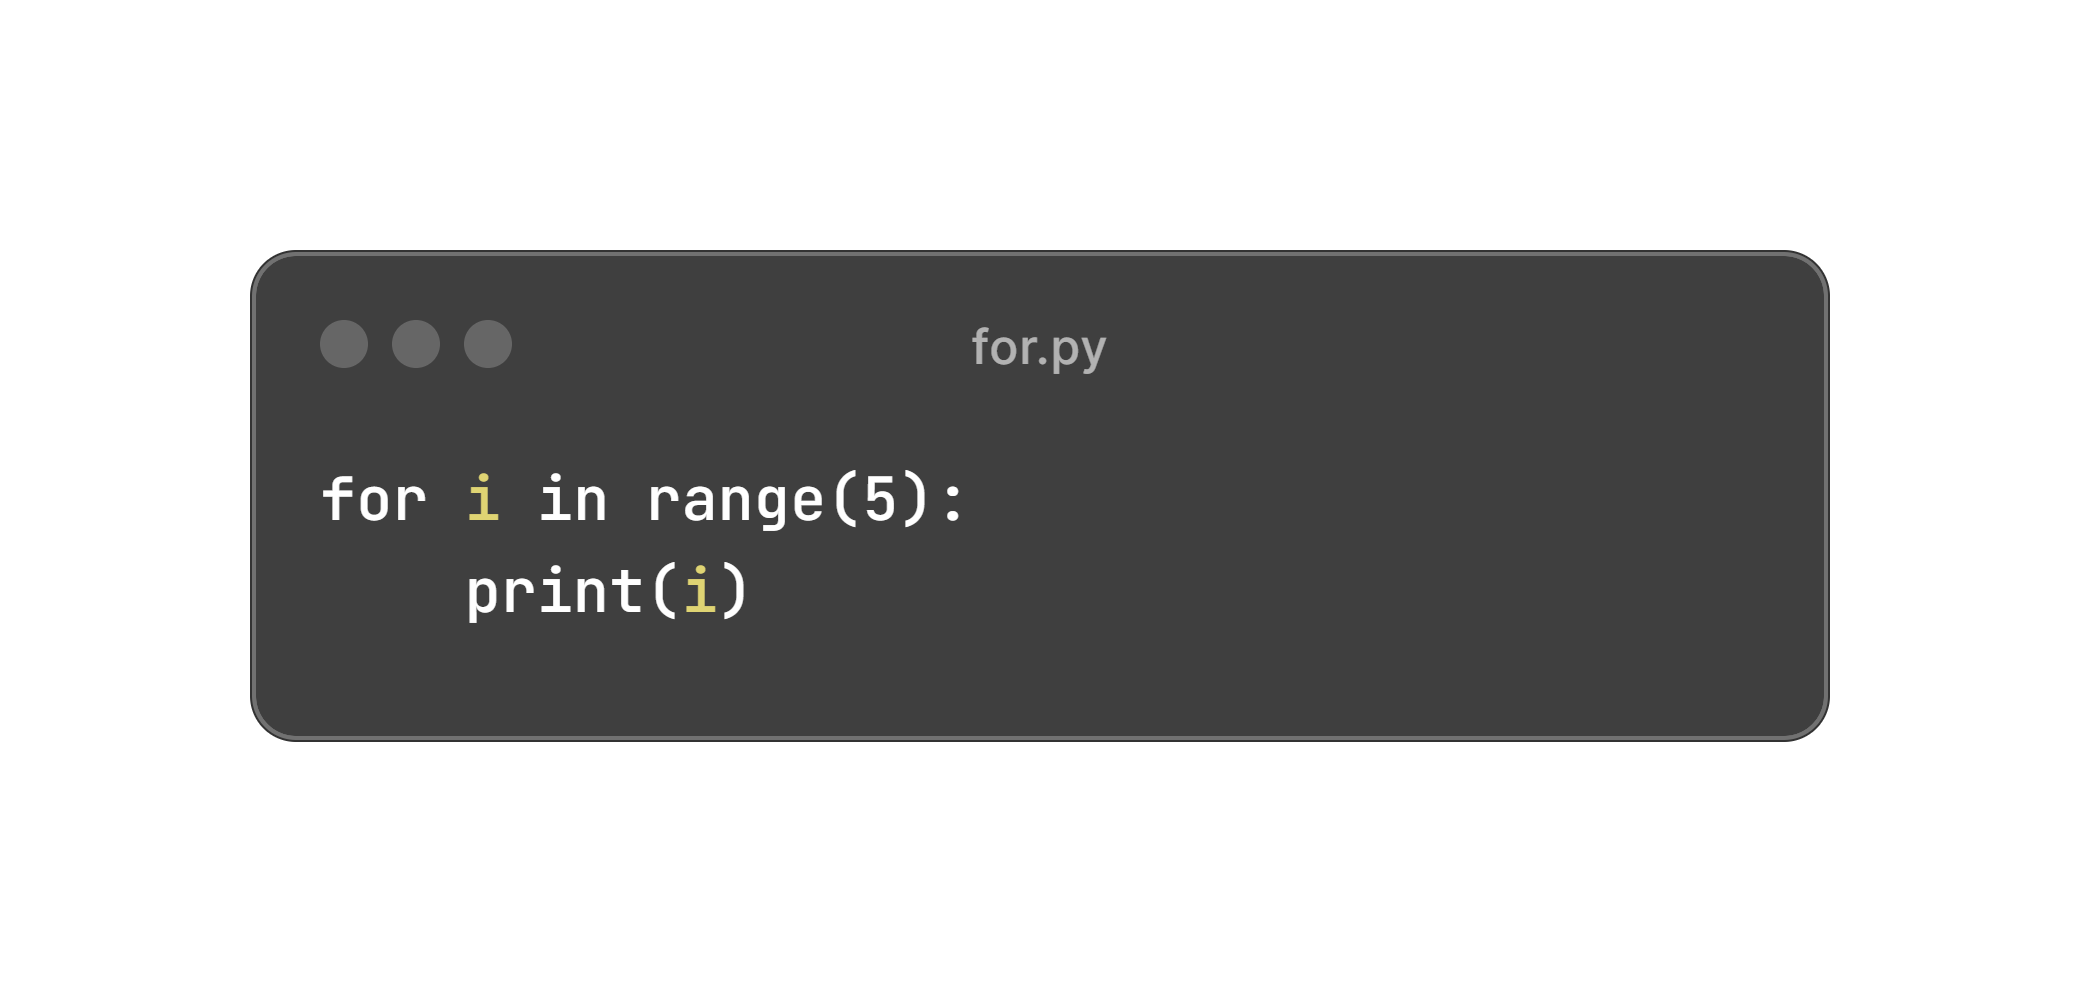 for.py
for i in range(5):
    print(i)